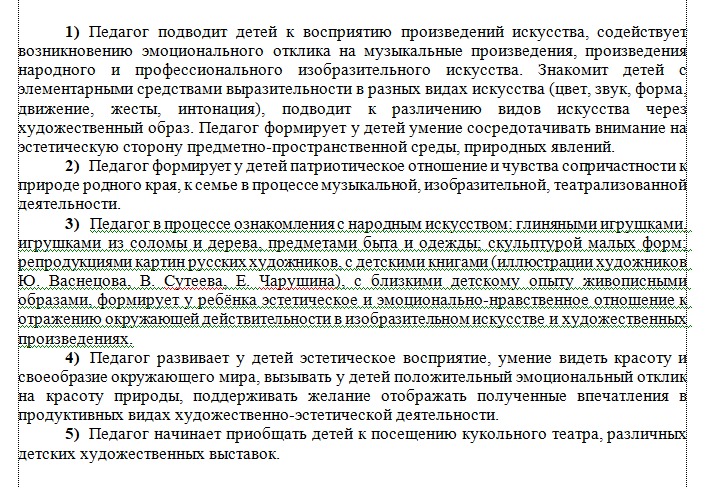 1) Педагог подводит детей к восприятию произведений искусства, содействует
возникновению эмоционального отклика на музыкальные произведения, произведения
народного и профессионального изобразительного искусства. Знакомит детей с
элементарными средствами выразительности в разных видах искусства (цвет, звук, форма,
движение, жесты, интонация), подводит к различению видов искусства через
художественный образ. Педагог формирует у детей умение сосредотачивать внимание на
эстетическую сторону предметно-пространственной среды, природных явлений.
2) Педагог формирует у детей патриотическое отношение и чувства сопричастности к
природе родного края, к семье в процессе музыкальной, изобразительной, театрализованной
деятельности.
3) Педагог в процессе ознакомления с народным искусством: глиняными игрушками,
игрушками из соломы и дерева, предметами быта и одежды; скульптурой малых форм;
репродукциями картин русских художников, с детскими книгами (иллюстрации художников
Ю. Васнецова, В. Сутеева, Е. Чарушина), с близкими детскому опыту живописными
образами, формирует у ребёнка эстетическое и эмоционально-нравственное отношение к
отражению окружающей действительности в изобразительном искусстве и художественных
произведениях.
4) Педагог развивает у детей эстетическое восприятие, умение видеть красоту и
своеобразие окружающего мира, вызывать у детей положительный эмоциональный отклик
на красоту природы, поддерживать желание отображать полученные впечатления в
продуктивных видах художественно-эстетической деятельности.
5) Педагог начинает приобщать детей к посещению кукольного театра, различных
детских художественных выставок.